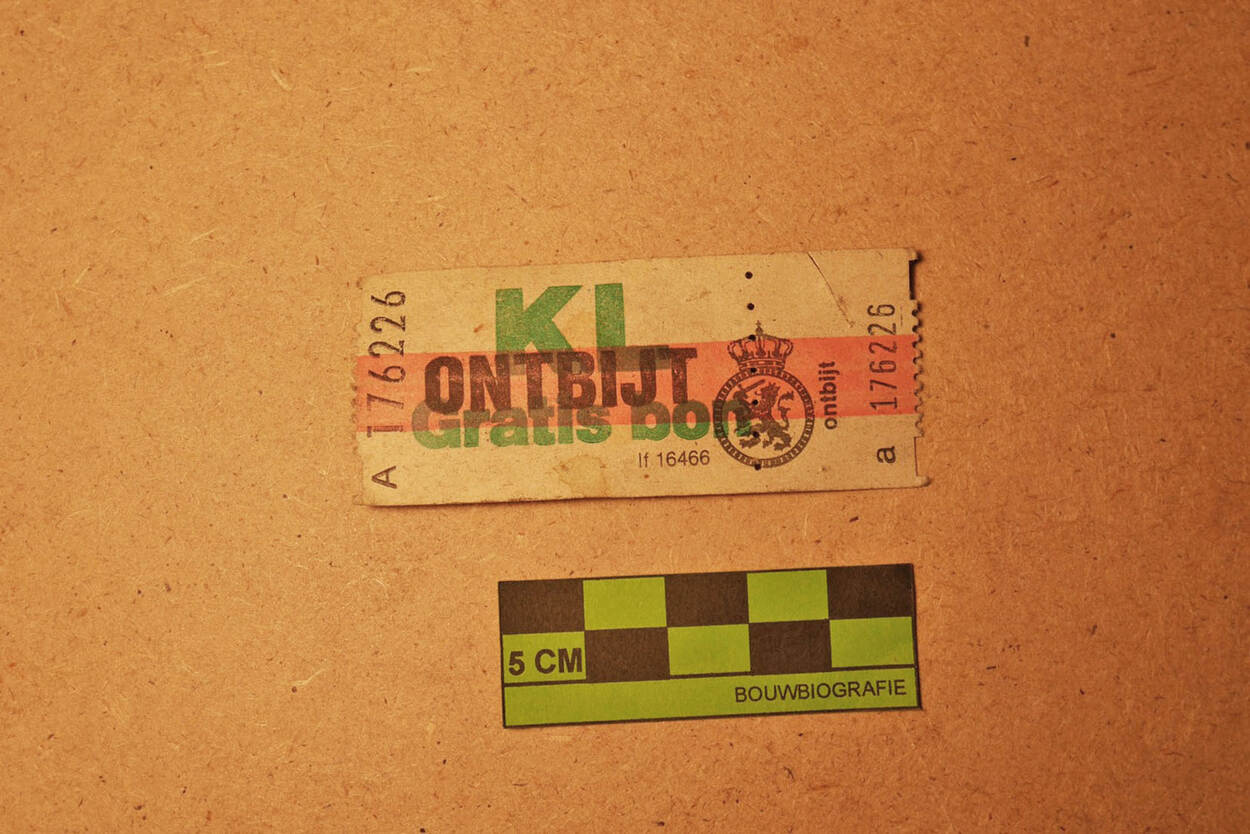 A 176226
KL
ONTBIJT
Gratis bon
lf 16466
ontbijt
a 176226
5 CM
BOUWBIOGRAFIE